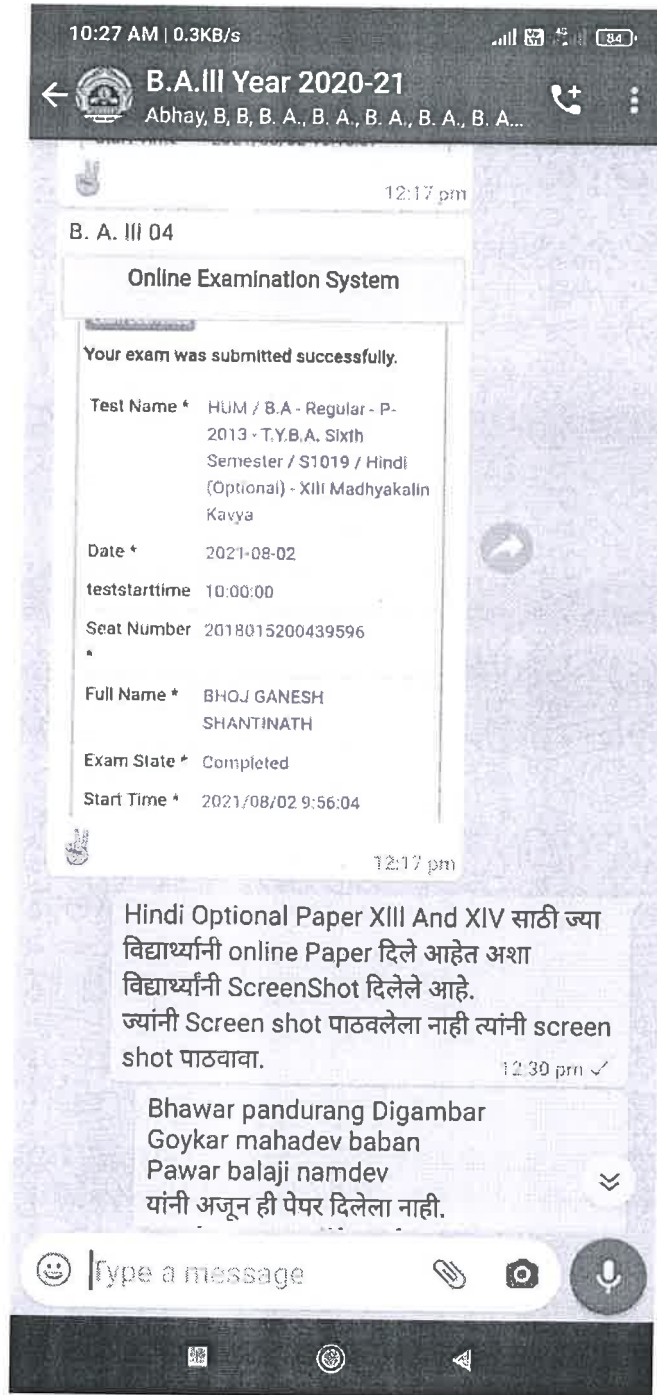 10:27 AM | 0.3KB/s
4G
84
B.A.III Year 2020-21
Abhay, B, B, B. A., B. A., B. A., B. A., B. A...
12:17 pm
B. A. III 04
Online Examination System
Your exam was submitted successfully.
Test Name * HUM / B.A - Regular - P-
2013 - T.Y.B.A. Sixth
Semester / S1019 / Hindi
(Optional) - XIII Madhyakalin
Kavya
Date * 2021-08-02
teststarttime 10:00:00
Seat Number 2018015200439596
*
Full Name * BHOJ GANESH
SHANTINATH
Exam State * Completed
Start Time * 2021/08/02 9:56:04
12:17 pm
Hindi Optional Paper XIII And XIV साठी ज्या
विद्यार्थ्यांनी online Paper दिले आहेत अशा
विद्यार्थ्यांनी ScreenShot दिलेले आहे.
ज्यांनी Screen shot पाठवलेला नाही त्यांनी screen
shot पाठवावा.
12:30 pm
Bhawar pandurang Digambar
Goykar mahadev baban
Pawar balaji namdev
यांनी अजून ही पेपर दिलेला नाही.
Type a message